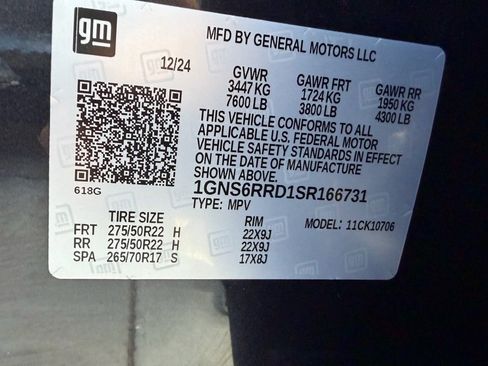 gm
MFD BY GENERAL MOTORS LLC
12/24
GVWR GAWR FRT GAWR RR
3447 KG 1724 KG 1950 KG
7600 LB 3800 LB 4300 LB
THIS VEHICLE CONFORMS TO ALL
APPLICABLE U.S. FEDERAL MOTOR
VEHICLE SAFETY STANDARDS IN EFFECT
ON THE DATE OF MANUFACTURE
SHOWN ABOVE.
618G
1GNS6RRD1SR166731
TYPE: MPV
TIRE SIZE RIM MODEL: 11CK10706
FRT 275/50R22 H 22X9J
RR 275/50R22 H 22X9J
SPA 265/70R17 S 17X8J